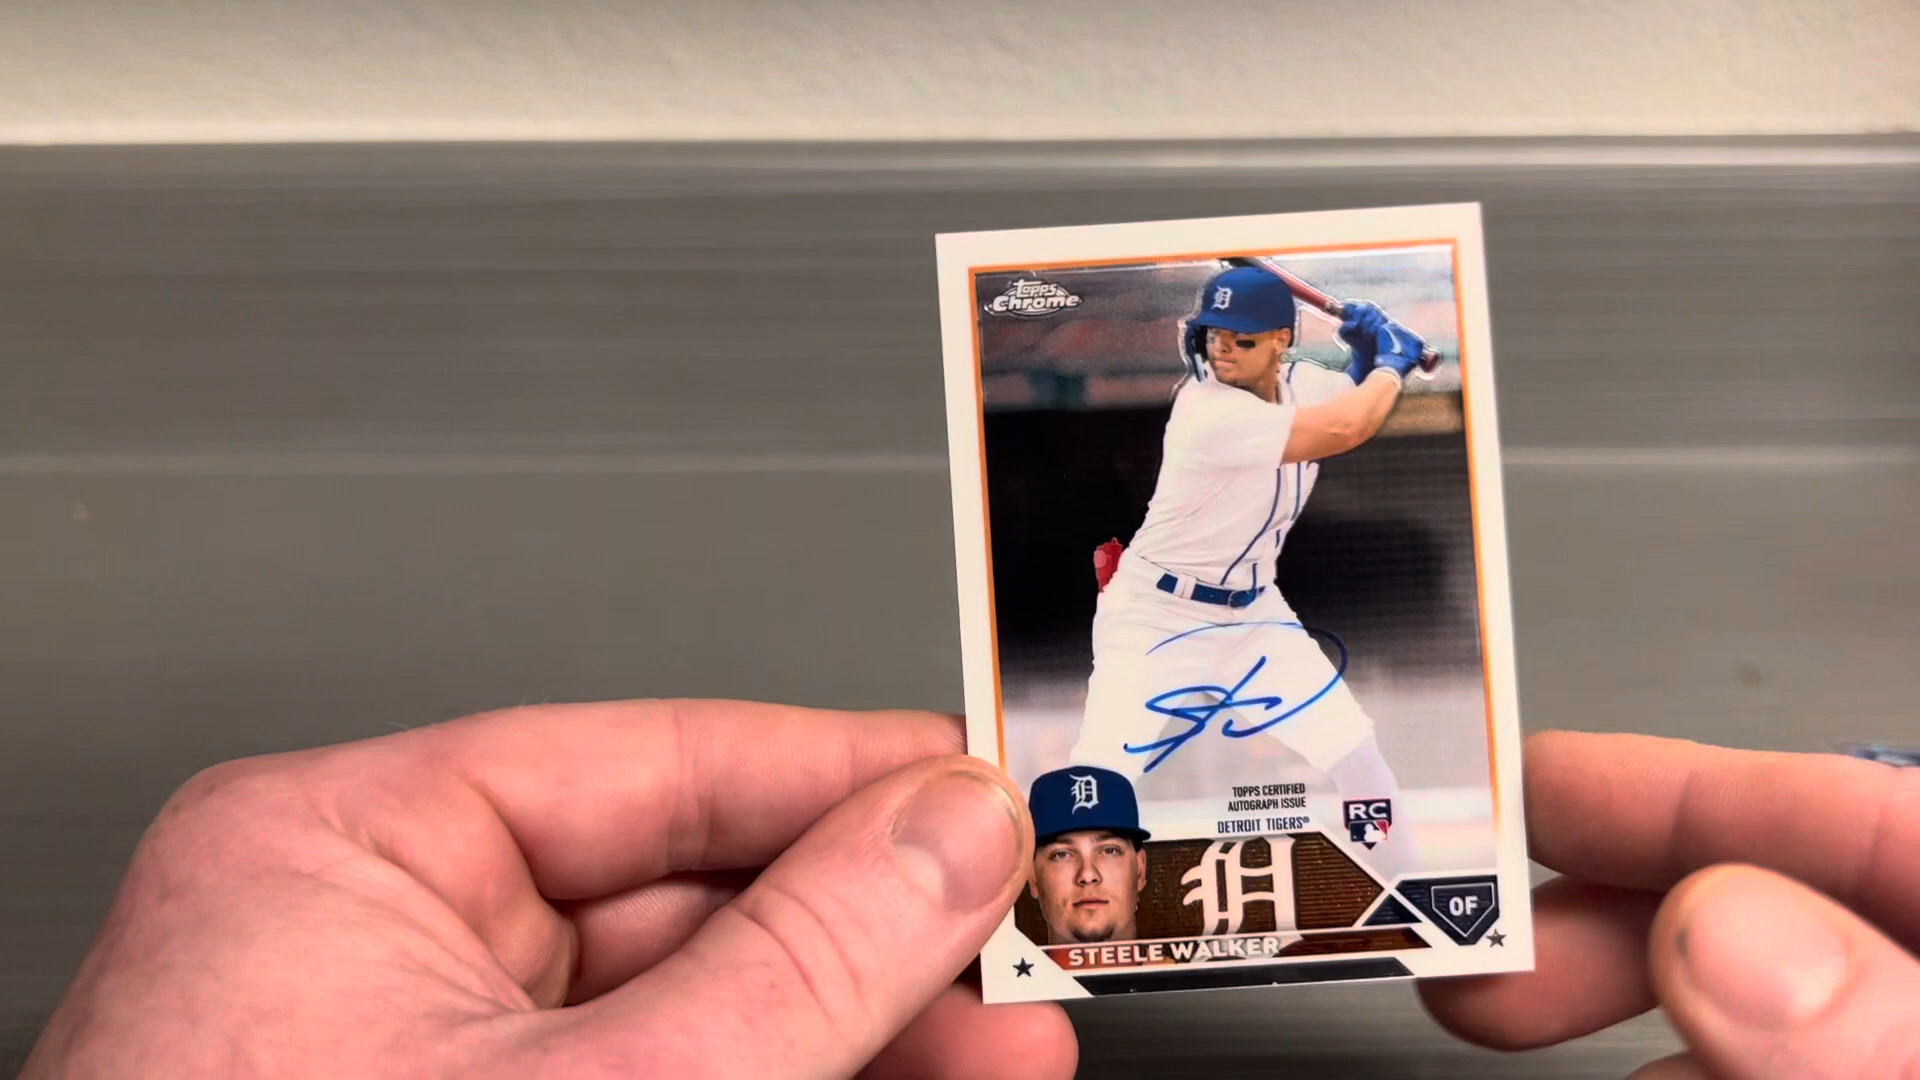 Topps
Chrome
D
D
TOPPS CERTIFIED
AUTOGRAPH ISSUE
DETROIT TIGERS®
RC
D
OF
STEELE WALKER